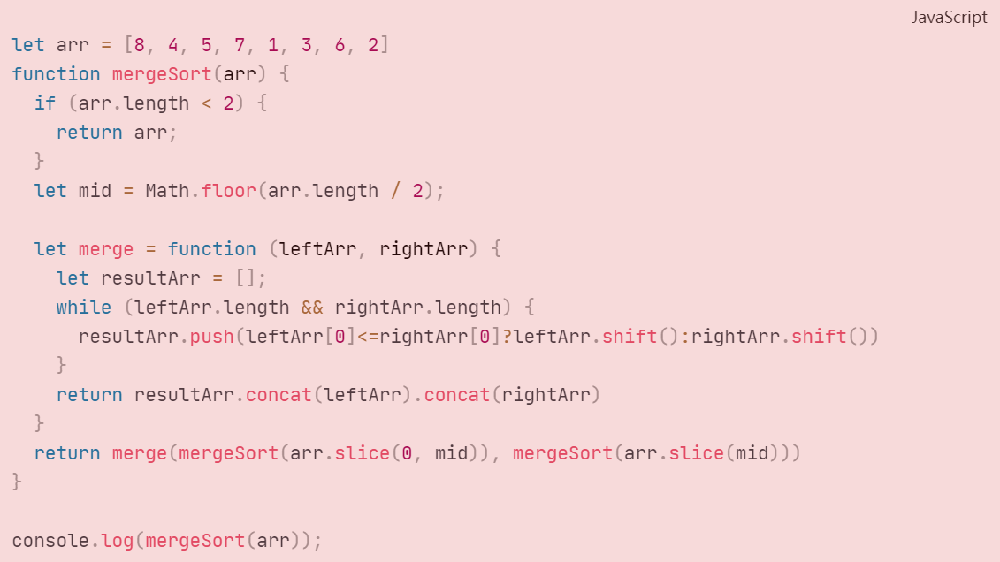 JavaScript
let arr = [8, 4, 5, 7, 1, 3, 6, 2]
function mergeSort(arr) {
  if (arr.length < 2) {
    return arr;
  }
  let mid = Math.floor(arr.length / 2);

  let merge = function (leftArr, rightArr) {
    let resultArr = [];
    while (leftArr.length && rightArr.length) {
      resultArr.push(leftArr[0]<=rightArr[0]?leftArr.shift():rightArr.shift())
    }
    return resultArr.concat(leftArr).concat(rightArr)
  }
  return merge(mergeSort(arr.slice(0, mid)), mergeSort(arr.slice(mid)))
}

console.log(mergeSort(arr));